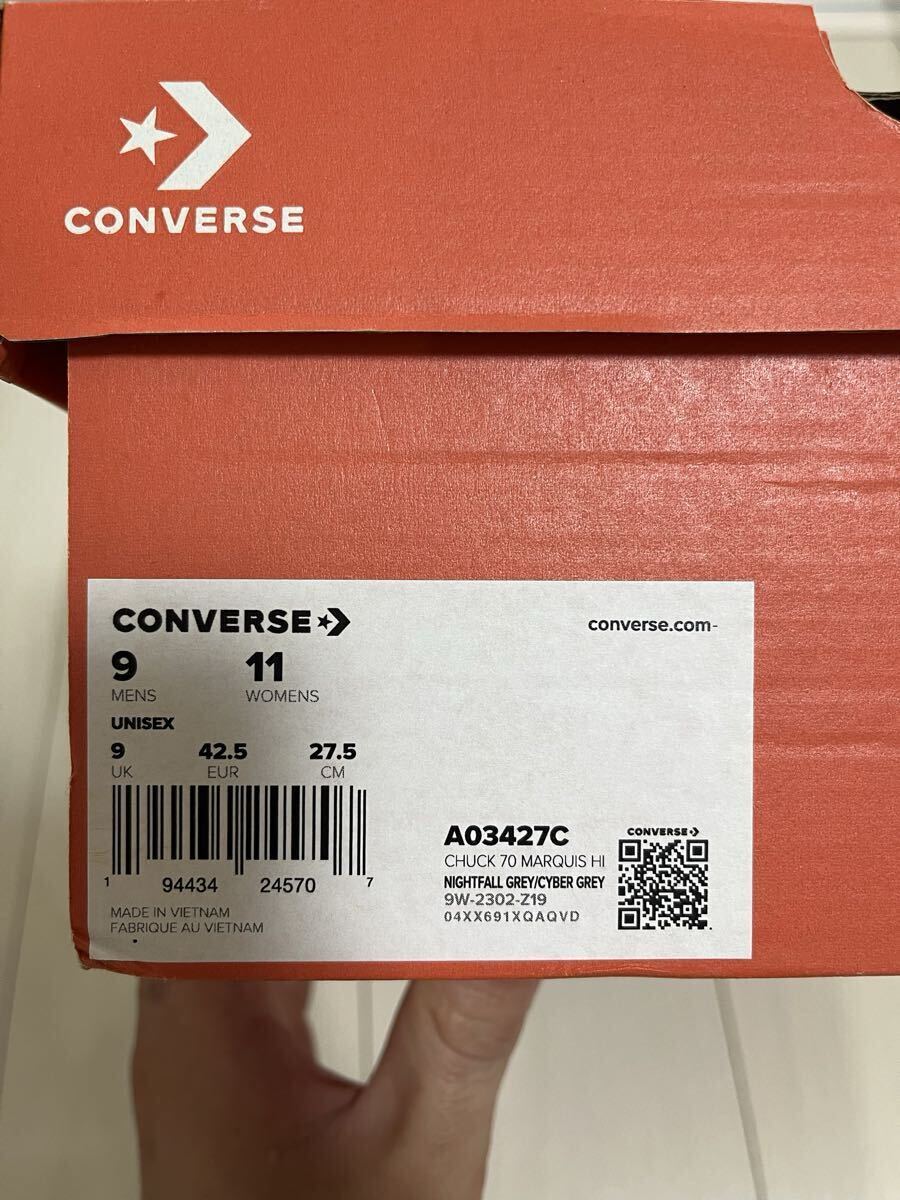 CONVERSE
CONVERSE converse.com-
9 11
MENS WOMENS
UNISEX
9 42.5 27.5
UK EUR CM
1 94434 24570 7
MADE IN VIETNAM
FABRIQUE AU VIETNAM
A03427C
CHUCK 70 MARQUIS HI
NIGHTFALL GREY/CYBER GREY
9W-2302-Z19
04XX691XQAQVD
CONVERSE